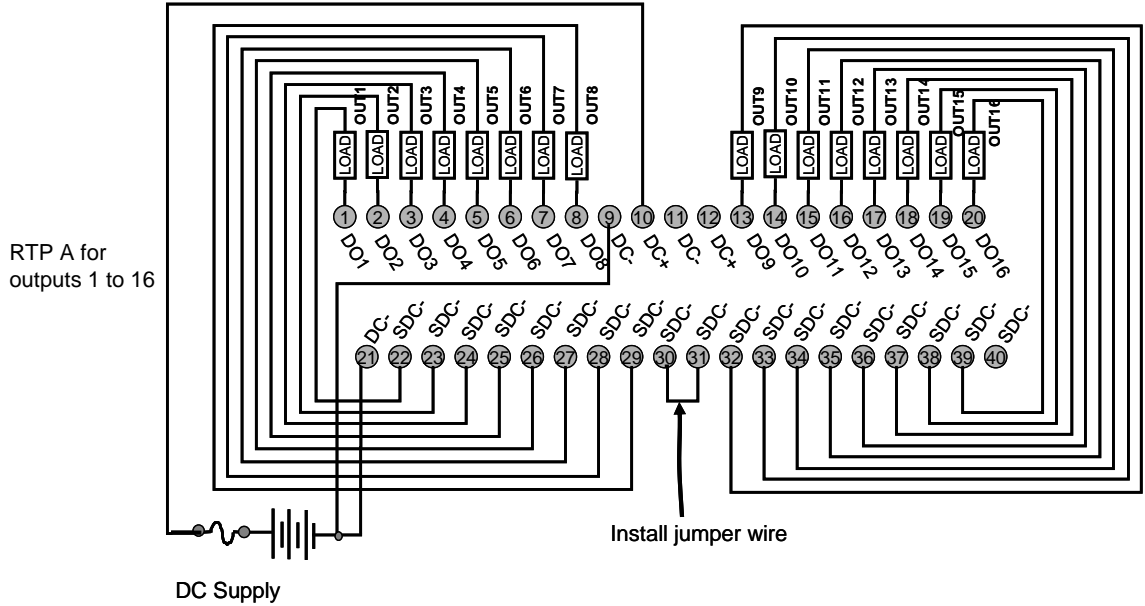 OUT1 OUT2 OUT3 OUT4 OUT5 OUT6 OUT7 OUT8 OUT9 OUT10 OUT11 OUT12 OUT13 OUT14 OUT15 OUT16
LOAD LOAD LOAD LOAD LOAD LOAD LOAD LOAD LOAD LOAD LOAD LOAD LOAD LOAD LOAD LOAD
1 2 3 4 5 6 7 8 9 10 11 12 13 14 15 16 17 18 19 20
DO1 DO2 DO3 DO4 DO5 DO6 DO7 DO8 DC- DC+ DC- DC+ DO9 DO10 DO11 DO12 DO13 DO14 DO15 DO16
RTP A for
outputs 1 to 16
DC- SDC- SDC- SDC- SDC- SDC- SDC- SDC- SDC- SDC- SDC- SDC- SDC- SDC- SDC- SDC- SDC- SDC- SDC- SDC-
21 22 23 24 25 26 27 28 29 30 31 32 33 34 35 36 37 38 39 40
Install jumper wire
DC Supply